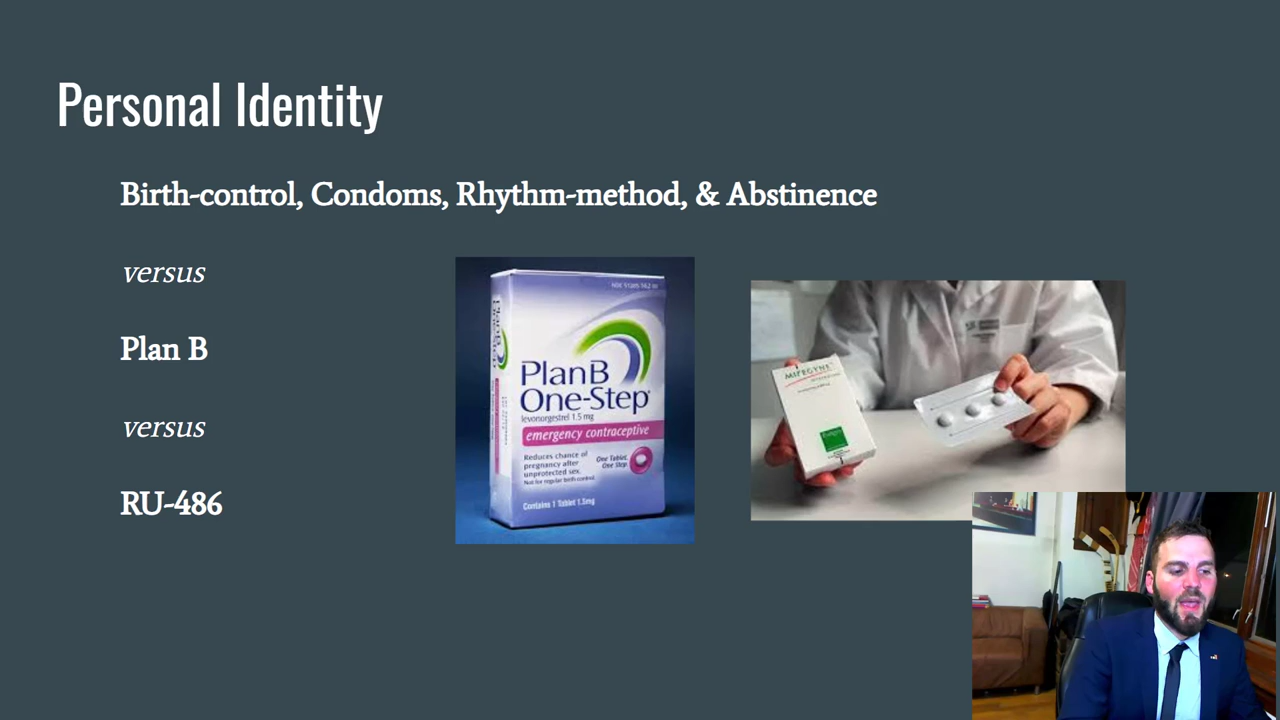 Personal Identity
Birth-control, Condoms, Rhythm-method, & Abstinence
versus
Plan B
versus
RU-486
PlanB
One-Step
levonorgestrel 1.5 mg
emergency contraceptive
Reduces chance of
pregnancy after
unprotected sex.
Not for regular birth control.
One Tablet.
One Step.
Contains 1 Tablet 1.5mg
MIFEGYNE